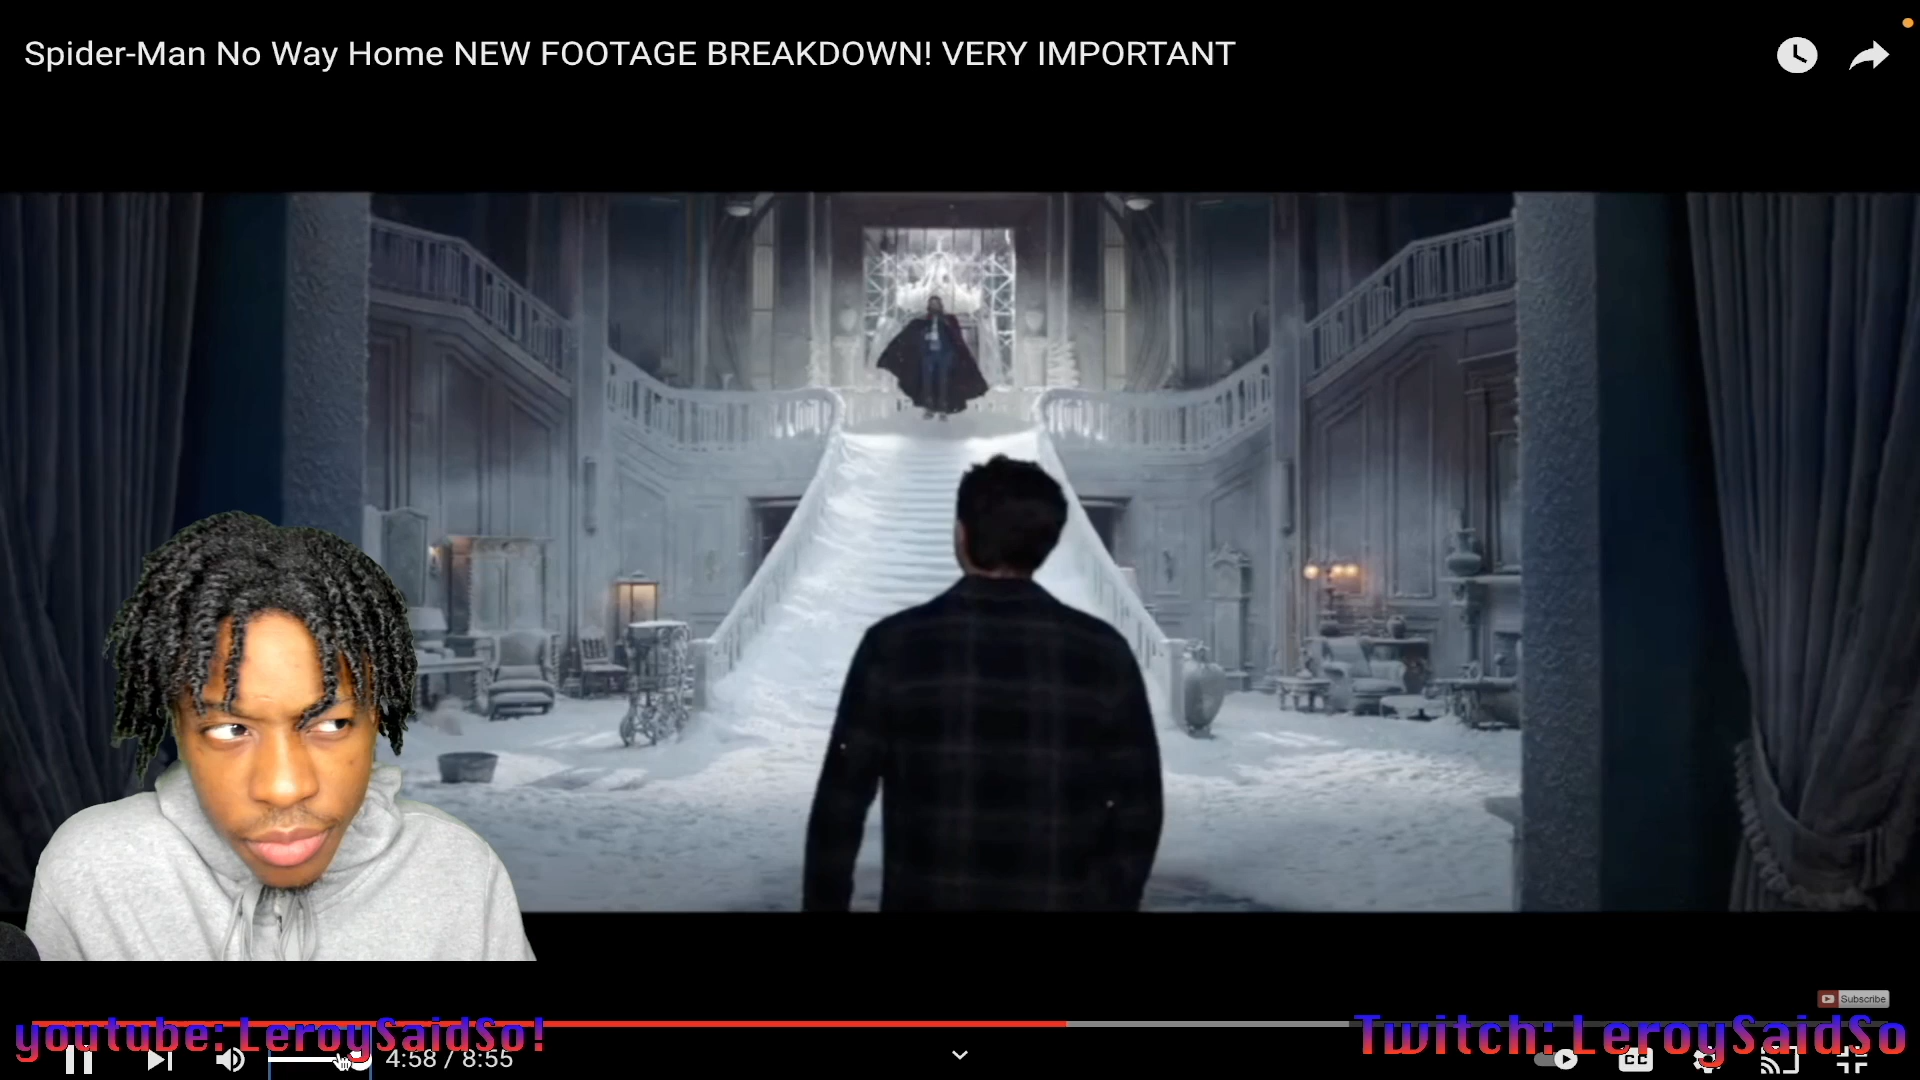 Spider-Man No Way Home NEW FOOTAGE BREAKDOWN! VERY IMPORTANT
Subscribe
youtube: LeroySaidSo!
Twitch: LeroySaidSo
4:58 / 8:55
CC